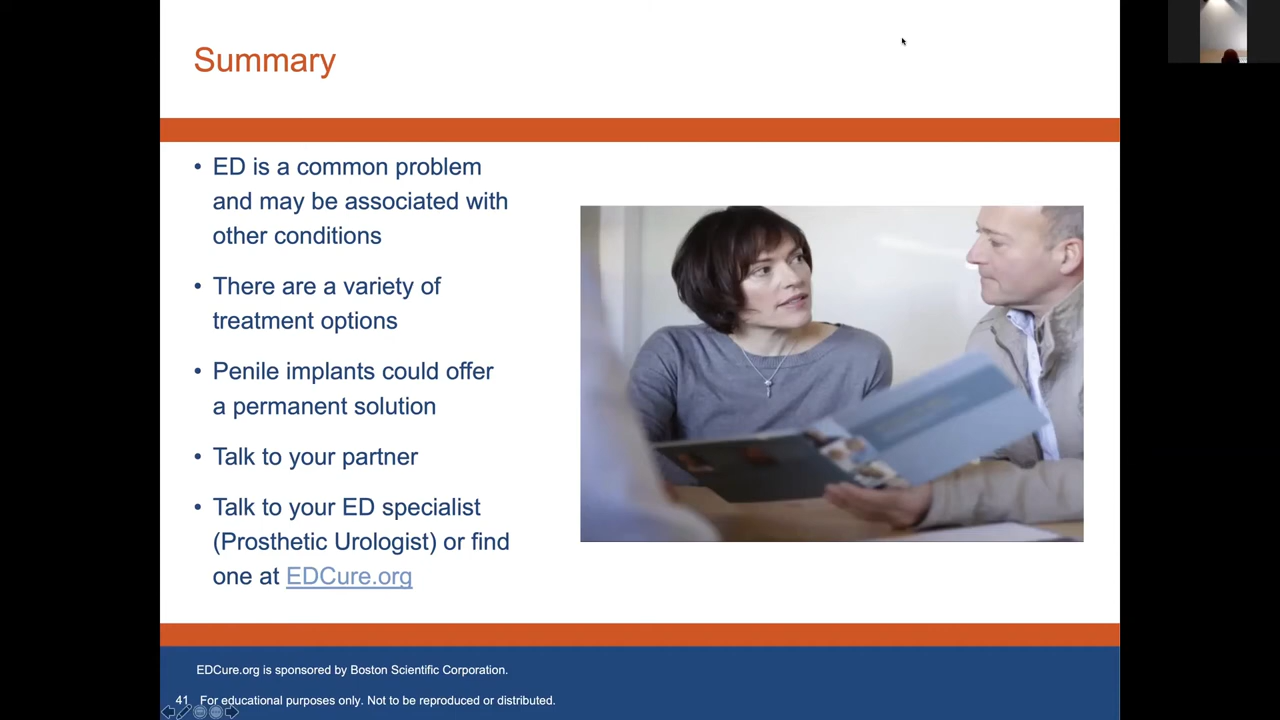 Summary
• ED is a common problem
and may be associated with
other conditions
• There are a variety of
treatment options
• Penile implants could offer
a permanent solution
• Talk to your partner
• Talk to your ED specialist
(Prosthetic Urologist) or find
one at EDCure.org
EDCure.org is sponsored by Boston Scientific Corporation.
41 For educational purposes only. Not to be reproduced or distributed.